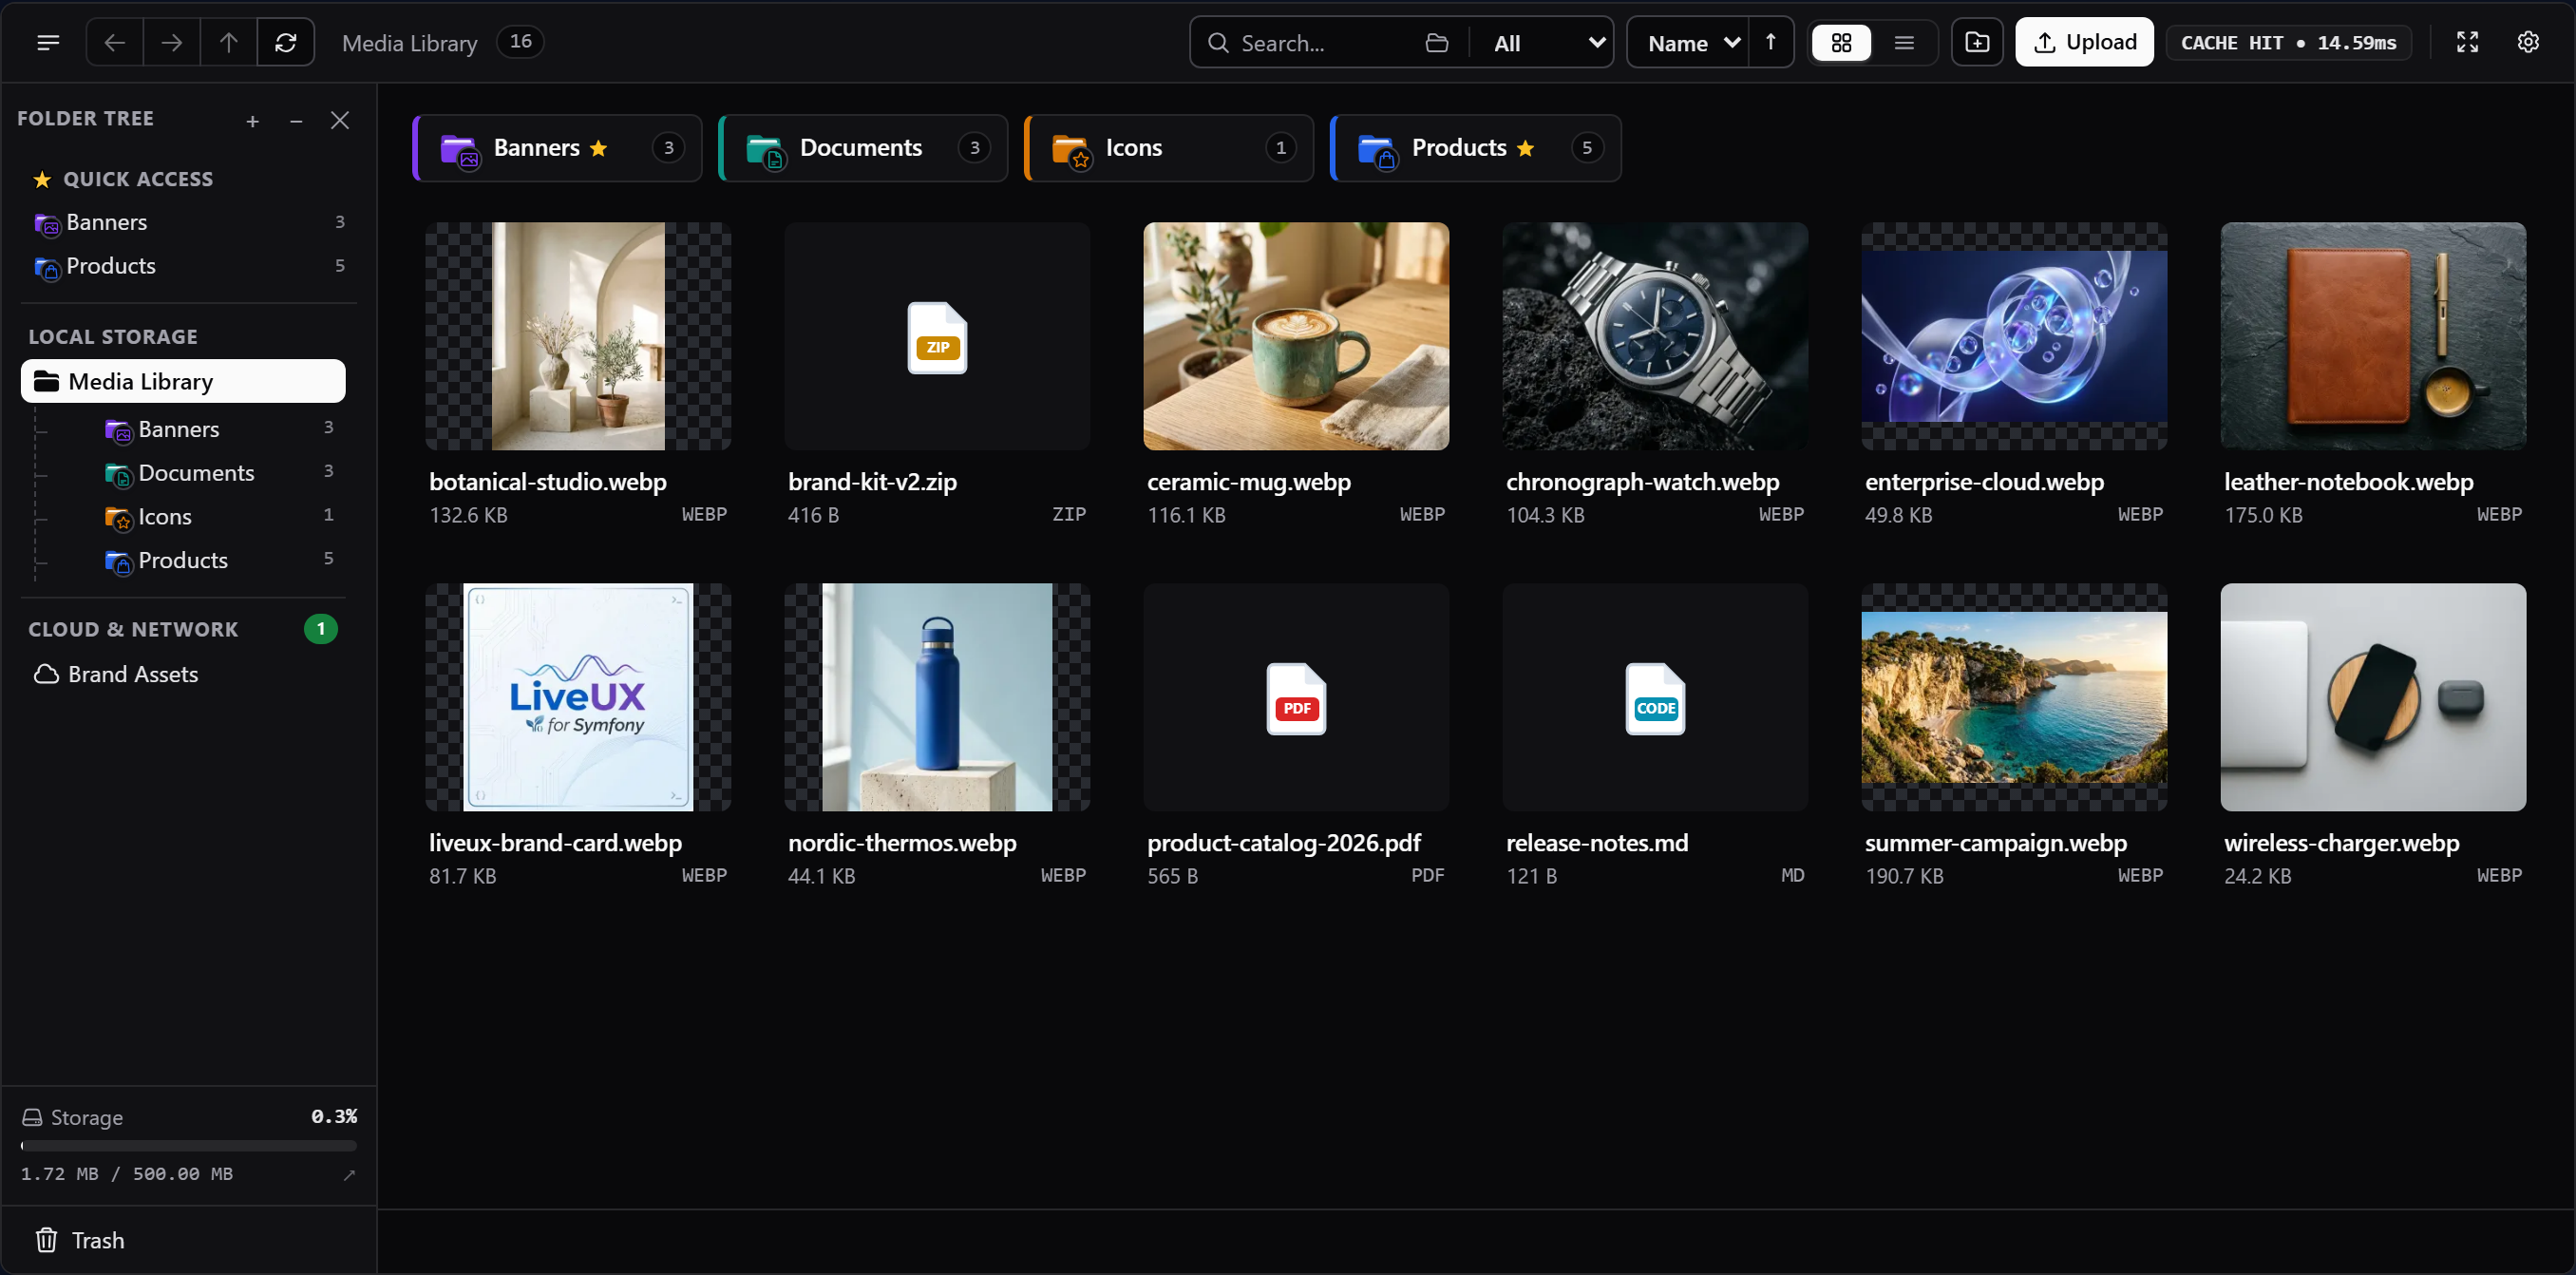 Media Library 16 Search... All Name ↑ Upload CACHE HIT • 14.59ms
FOLDER TREE + −
QUICK ACCESS
Banners 3
Products 5
LOCAL STORAGE
Media Library
Banners 3
Documents 3
Icons 1
Products 5
CLOUD & NETWORK 1
Brand Assets
Storage 0.3%
1.72 MB / 500.00 MB
Trash
Banners 3 Documents 3 Icons 1 Products 5
ZIP
botanical-studio.webp brand-kit-v2.zip ceramic-mug.webp chronograph-watch.webp enterprise-cloud.webp leather-notebook.webp
132.6 KB WEBP 416 B ZIP 116.1 KB WEBP 104.3 KB WEBP 49.8 KB WEBP 175.0 KB WEBP
LiveUX
for Symfony
PDF CODE
liveux-brand-card.webp nordic-thermos.webp product-catalog-2026.pdf release-notes.md summer-campaign.webp wireless-charger.webp
81.7 KB WEBP 44.1 KB WEBP 565 B PDF 121 B MD 190.7 KB WEBP 24.2 KB WEBP